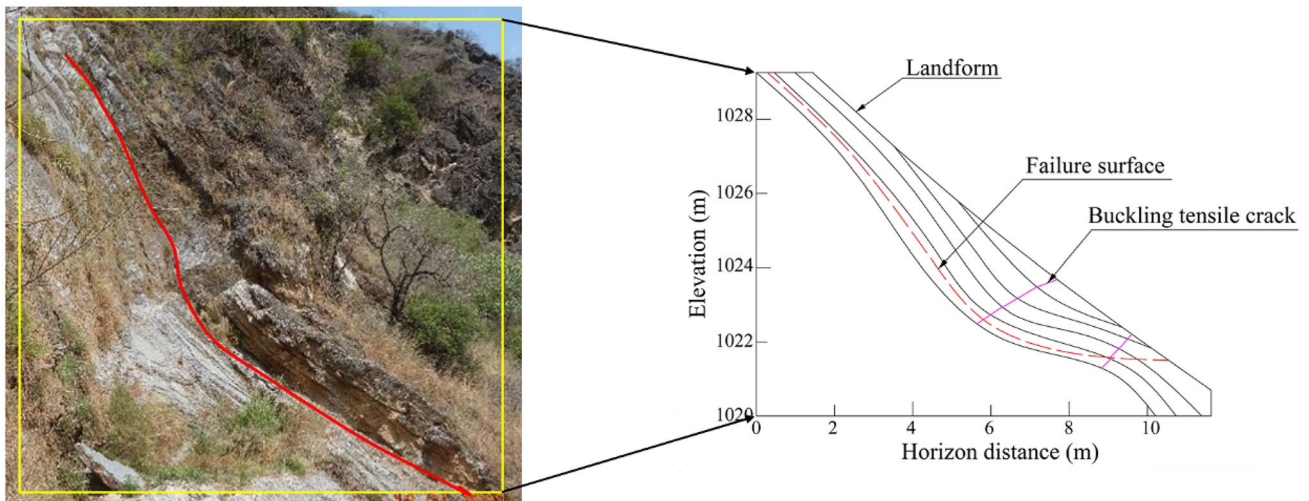 Landform
Failure surface
Buckling tensile crack
Elevation (m)
1028
1026
1024
1022
1020
0 2 4 6 8 10
Horizon distance (m)